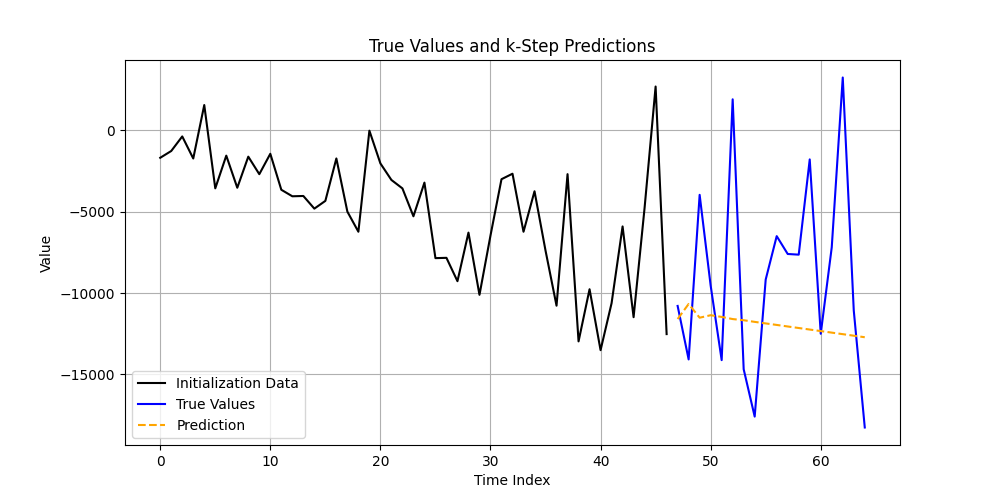 True Values and k-Step Predictions
Value
0
−5000
−10000
−15000
Initialization Data
True Values
Prediction
0 10 20 30 40 50 60
Time Index